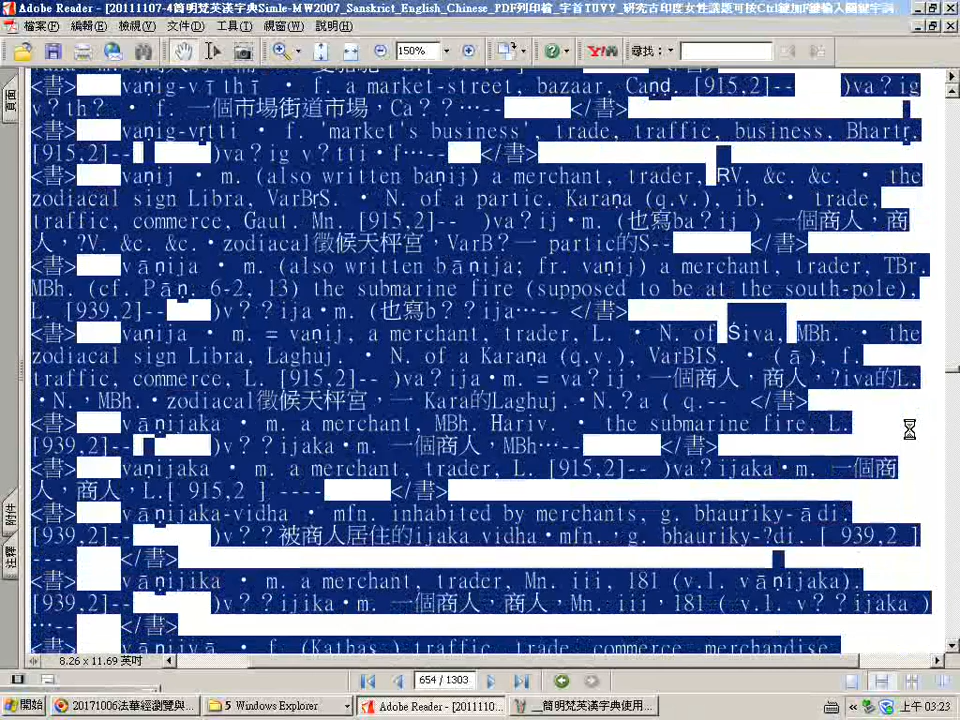 Adobe Reader - [20111107-4簡明梵英漢字典Simle-MW2007_Sanskrict_English_Chinese_PDF列印檔_字首TUVY_研究古印度女性議題可按Ctrl鍵加F鍵輸入關鍵字詞
檔案(F) 編輯(E) 檢視(V) 文件(D) 工具(T) 視窗(W) 說明(H)
150% 尋找：
頁面
<書> vaṇig-vīthī • f. a market-street, bazaar, Caṇḍ. [915,2]-- )va？ig
v？th？ • f. 一個市場街道市場，Ca？？…-- </書>
<書> vaṇig-vṛtti • f. 'market's business', trade, traffic, business, Bhartṛ.
[915,2]-- )va？ig v？tti‧f…-- </書>
<書> vaṇij • m. (also written baṇij) a merchant, trader, ṚV. &c. &c. • the
zodiacal sign Libra, VarBṛS. • N. of a partic. Karaṇa (q.v.), ib. • trade,
traffic, commerce, Gaut. Mn. [915,2]-- )va？ij‧m. (也寫ba？ij ) 一個商人，商
人，?V. &c. &c.‧zodiacal徵候天秤宮，VarB？一 partic的S-- </書>
<書> vāṇija • m. (also written bāṇija; fr. vaṇij) a merchant, trader, TBr.
MBh. (cf. Pāṇ. 6-2, 13) the submarine fire (supposed to be at the south-pole),
L. [939,2]-- )v？？ija‧m. (也寫b？？ija…-- </書>
<書> vaṇija • m. = vaṇij, a merchant, trader, L. • N. of Śiva, MBh. • the
zodiacal sign Libra, Laghuj. • N. of a Karaṇa (q.v.), VarBIS. • (ā), f.
traffic, commerce, L. [915,2]-- )va？ija‧m. = va？ij，一個商人，商人，?iva的L.
‧N.，MBh.‧zodiacal徵候天秤宮，一 Kara的Laghuj.‧N.？a ( q.-- </書>
<書> vāṇijaka • m. a merchant, MBh. Hariv. • the submarine fire, L.
[939,2]-- )v？？ijaka‧m. 一個商人，MBh…-- </書>
<書> vaṇijaka • m. a merchant, trader, L. [915,2]-- )va？ijaka‧m. 一個商
人，商人，L.[ 915,2 ] ---- </書>
<書> vāṇijaka-vidha • mfn. inhabited by merchants, g. bhauriky-ādi.
[939,2]-- )v？？被商人居住的ijaka vidha‧mfn.，g. bhauriky-?di. [ 939,2 ]
---- </書>
<書> vāṇijika • m. a merchant, trader, Mn. iii, 181 (v.l. vāṇijaka).
[939,2]-- )v？？ijika‧m. 一個商人，商人，Mn. iii，181 ( v.l. v？？ijaka.)
…-- </書>
<書> vāṇijyā • f. (Kathās.) traffic, trade, commerce, merchandise,
附件
注釋
8.26 x 11.69 英吋
654 / 1303
開始 20171006法華經瀏覽與... 5 Windows Explorer Adobe Reader - [2011110... __簡明梵英漢字典使用... 上午 03:23